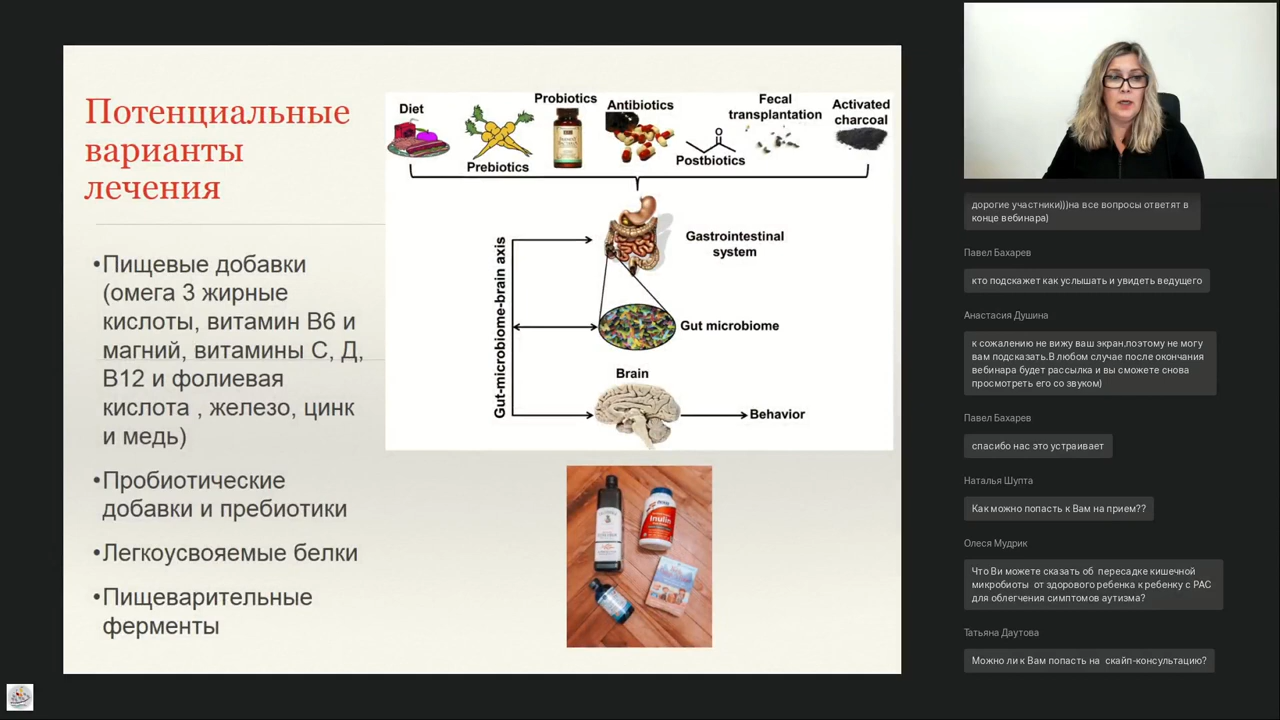 Потенциальные
варианты
лечения
•Пищевые добавки
(омега 3 жирные
кислоты, витамин В6 и
магний, витамины С, Д,
В12 и фолиевая
кислота , железо, цинк
и медь)
•Пробиотические
добавки и пребиотики
•Легкоусвояемые белки
•Пищеварительные
ферменты
Diet
Prebiotics
Probiotics
Antibiotics
Postbiotics
Fecal
transplantation
Activated
charcoal
Gut-microbiome-brain axis
Gastrointestinal
system
Gut microbiome
Brain
Behavior
Inulin
дорогие участники)))на все вопросы ответят в
конце вебинара)
Павел Бахарев
кто подскажет как услышать и увидеть ведущего
Анастасия Душина
к сожалению не вижу ваш экран,поэтому не могу
вам подсказать.В любом случае после окончания
вебинара будет рассылка и вы сможете снова
просмотреть его со звуком)
Павел Бахарев
спасибо нас это устраивает
Наталья Шупта
Как можно попасть к Вам на прием??
Олеся Мудрик
Что Ви можете сказать об  пересадке кишечной
микробиоты  от здорового ребенка к ребенку с РАС
для облегчения симптомов аутизма?
Татьяна Даутова
Можно ли к Вам попасть на  скайп-консультацию?